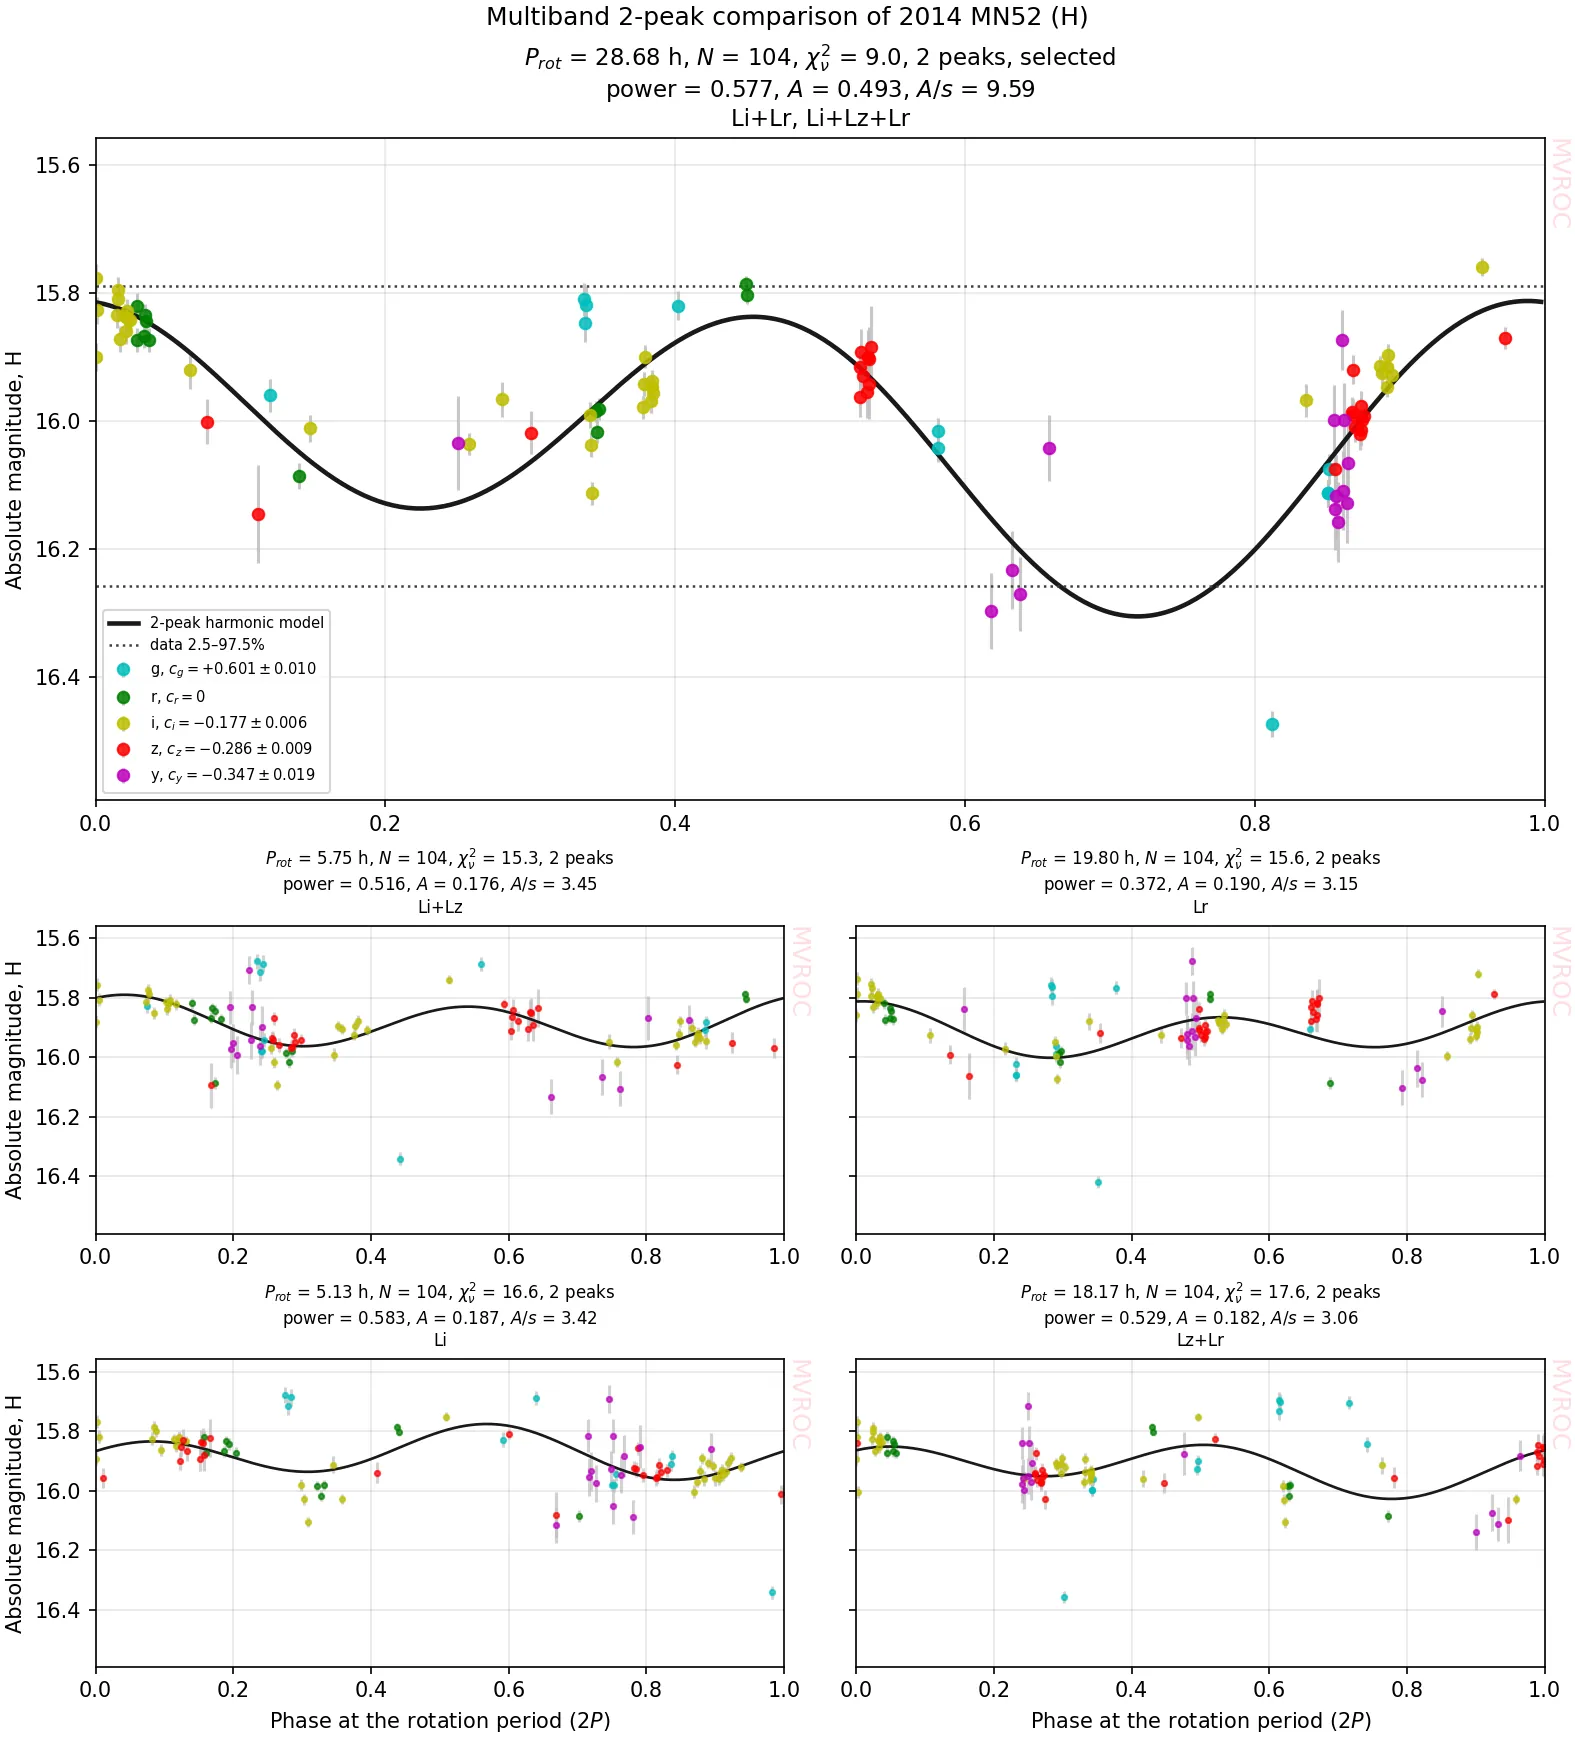 Multiband 2-peak comparison of 2014 MN52 (H)
P_rot = 28.68 h, N = 104, χ²_ν = 9.0, 2 peaks, selected
power = 0.577, A = 0.493, A/s = 9.59
Li+Lr, Li+Lz+Lr
MVROC
Absolute magnitude, H
15.6
15.8
16.0
16.2
16.4
2-peak harmonic model
data 2.5–97.5%
g, c_g = +0.601 ± 0.010
r, c_r = 0
i, c_i = −0.177 ± 0.006
z, c_z = −0.286 ± 0.009
y, c_y = −0.347 ± 0.019
0.0 0.2 0.4 0.6 0.8 1.0
P_rot = 5.75 h, N = 104, χ²_ν = 15.3, 2 peaks
power = 0.516, A = 0.176, A/s = 3.45
Li+Lz
MVROC
Absolute magnitude, H
15.6
15.8
16.0
16.2
16.4
0.0 0.2 0.4 0.6 0.8 1.0
P_rot = 19.80 h, N = 104, χ²_ν = 15.6, 2 peaks
power = 0.372, A = 0.190, A/s = 3.15
Lr
MVROC
0.0 0.2 0.4 0.6 0.8 1.0
P_rot = 5.13 h, N = 104, χ²_ν = 16.6, 2 peaks
power = 0.583, A = 0.187, A/s = 3.42
Li
MVROC
Absolute magnitude, H
15.6
15.8
16.0
16.2
16.4
0.0 0.2 0.4 0.6 0.8 1.0
Phase at the rotation period (2P)
P_rot = 18.17 h, N = 104, χ²_ν = 17.6, 2 peaks
power = 0.529, A = 0.182, A/s = 3.06
Lz+Lr
MVROC
0.0 0.2 0.4 0.6 0.8 1.0
Phase at the rotation period (2P)